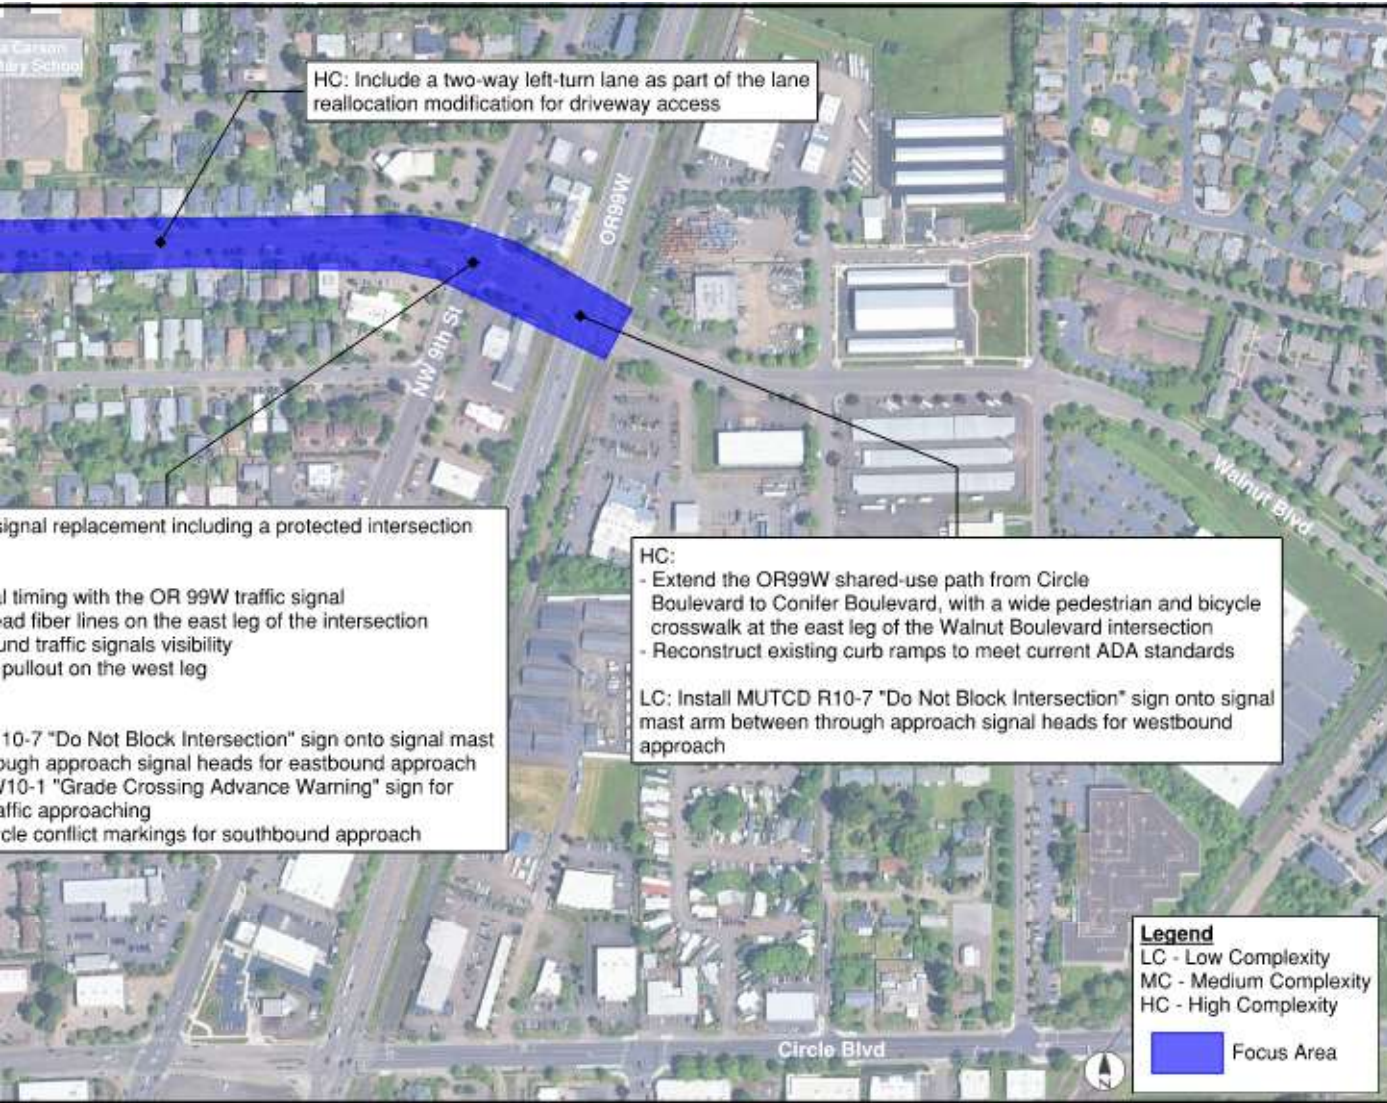 a Carson
tary School
HC: Include a two-way left-turn lane as part of the lane
reallocation modification for driveway access
OR99W
NW 9th St
Walnut Blvd
signal replacement including a protected intersection
al timing with the OR 99W traffic signal
ead fiber lines on the east leg of the intersection
und traffic signals visibility
pullout on the west leg
10-7 "Do Not Block Intersection" sign onto signal mast
ough approach signal heads for eastbound approach
W10-1 "Grade Crossing Advance Warning" sign for
affic approaching
cle conflict markings for southbound approach
HC:
- Extend the OR99W shared-use path from Circle
Boulevard to Conifer Boulevard, with a wide pedestrian and bicycle
crosswalk at the east leg of the Walnut Boulevard intersection
- Reconstruct existing curb ramps to meet current ADA standards
LC: Install MUTCD R10-7 "Do Not Block Intersection" sign onto signal
mast arm between through approach signal heads for westbound
approach
Legend
LC - Low Complexity
MC - Medium Complexity
HC - High Complexity
Focus Area
Circle Blvd
N